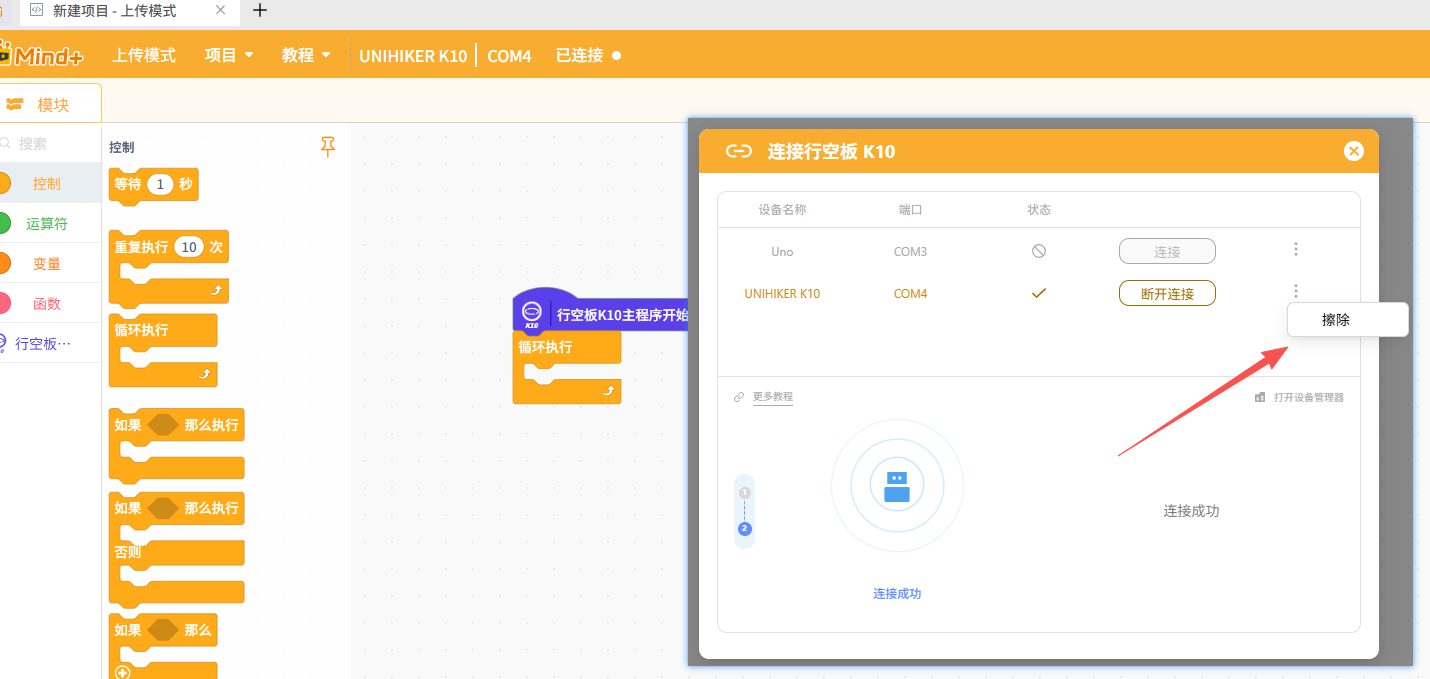 新建项目 - 上传模式
Mind+ 上传模式 项目 教程 UNIHIKER K10 COM4 已连接
模块
搜索
控制
运算符
变量
函数
行空板…
控制
等待 1 秒
重复执行 10 次
循环执行
如果 那么执行
如果 那么执行
否则
如果 那么
K10 行空板K10主程序开始
循环执行
连接行空板 K10
设备名称 端口 状态
Uno COM3 连接
UNIHIKER K10 COM4 断开连接
擦除
更多教程 打开设备管理器
1
2
连接成功
连接成功